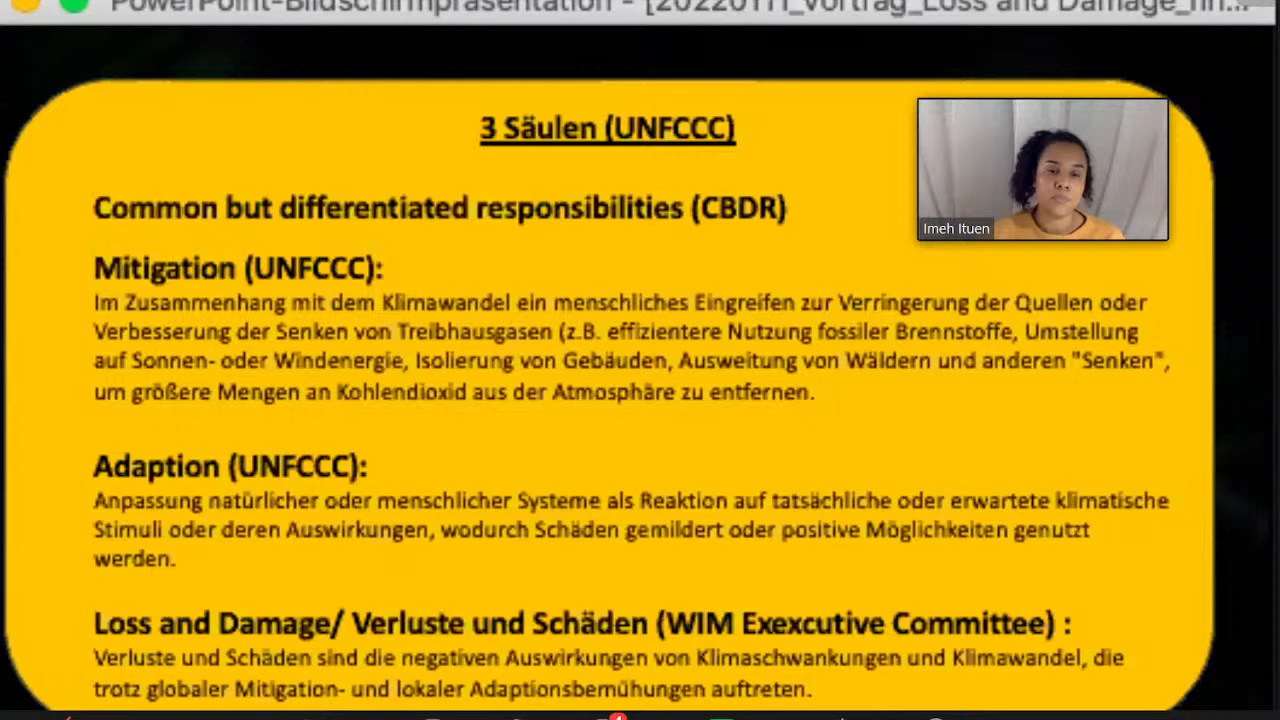 PowerPoint-Bildschirmpräsentation - [20220117_Vortrag_Loss and Damage_fin...
3 Säulen (UNFCCC)
Imeh Ituen
Common but differentiated responsibilities (CBDR)
Mitigation (UNFCCC):
Im Zusammenhang mit dem Klimawandel ein menschliches Eingreifen zur Verringerung der Quellen oder
Verbesserung der Senken von Treibhausgasen (z.B. effizientere Nutzung fossiler Brennstoffe, Umstellung
auf Sonnen- oder Windenergie, Isolierung von Gebäuden, Ausweitung von Wäldern und anderen "Senken",
um größere Mengen an Kohlendioxid aus der Atmosphäre zu entfernen.
Adaption (UNFCCC):
Anpassung natürlicher oder menschlicher Systeme als Reaktion auf tatsächliche oder erwartete klimatische
Stimuli oder deren Auswirkungen, wodurch Schäden gemildert oder positive Möglichkeiten genutzt
werden.
Loss and Damage/ Verluste und Schäden (WIM Exexcutive Committee) :
Verluste und Schäden sind die negativen Auswirkungen von Klimaschwankungen und Klimawandel, die
trotz globaler Mitigation- und lokaler Adaptionsbemühungen auftreten.